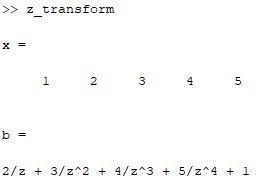 >> z_transform
x =
1 2 3 4 5
b =
2/z + 3/z^2 + 4/z^3 + 5/z^4 + 1